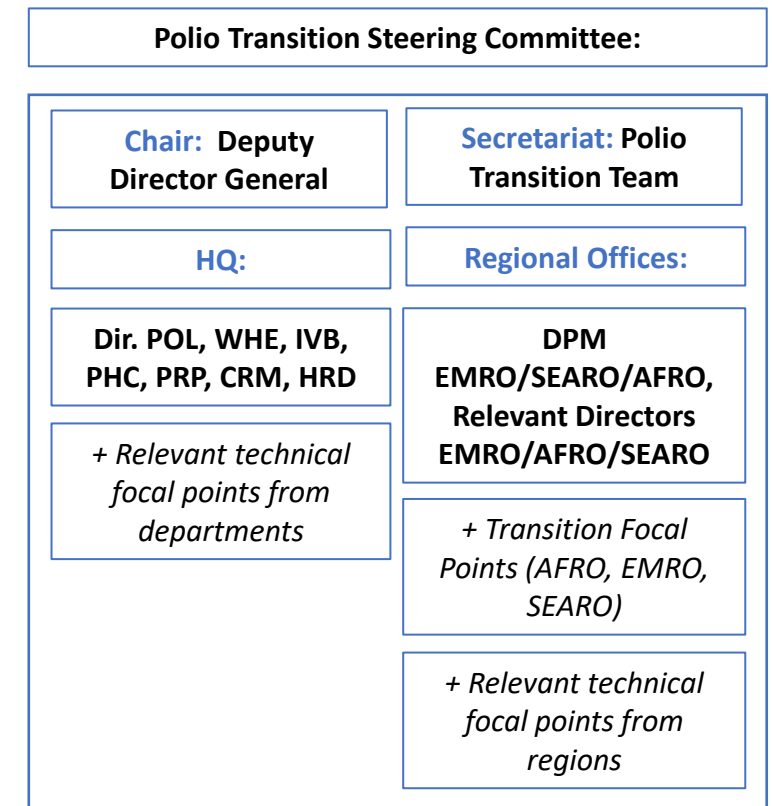 Polio Transition Steering Committee:
Chair: Deputy
Director General
Secretariat: Polio
Transition Team
HQ:
Regional Offices:
Dir. POL, WHE, IVB,
PHC, PRP, CRM, HRD
DPM
EMRO/SEARO/AFRO,
Relevant Directors
EMRO/AFRO/SEARO
+ Relevant technical
focal points from
departments
+ Transition Focal
Points (AFRO, EMRO,
SEARO)
+ Relevant technical
focal points from
regions